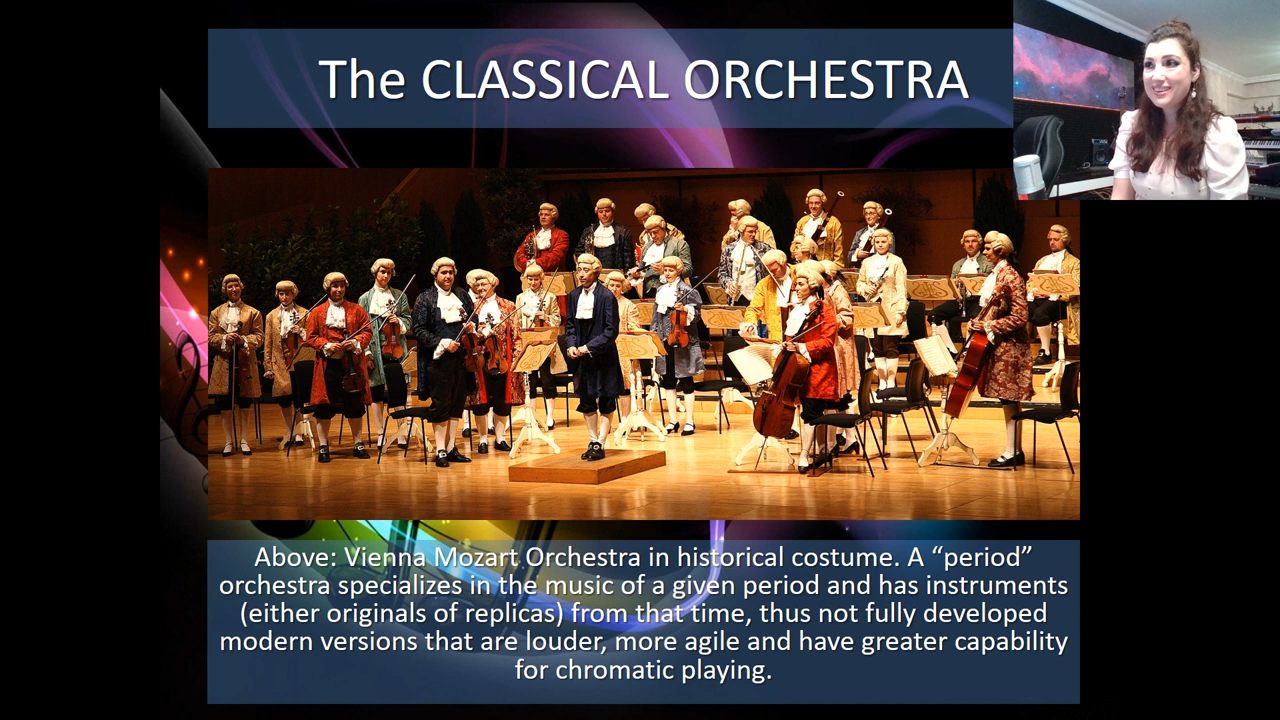 The CLASSICAL ORCHESTRA
Above: Vienna Mozart Orchestra in historical costume. A “period”
orchestra specializes in the music of a given period and has instruments
(either originals of replicas) from that time, thus not fully developed
modern versions that are louder, more agile and have greater capability
for chromatic playing.